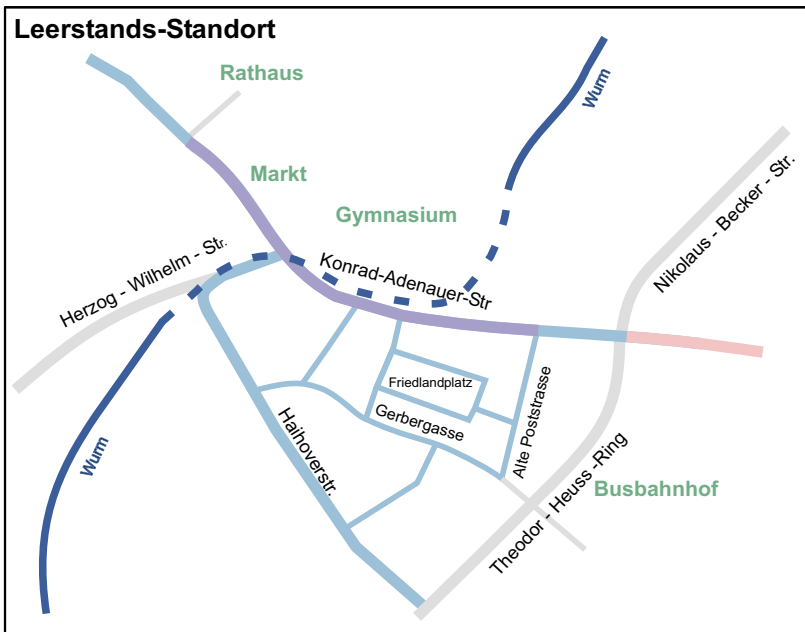 Leerstands-Standort
Rathaus
Wurm
Markt
Gymnasium
Nikolaus - Becker - Str.
Herzog - Wilhelm - Str.
Konrad-Adenauer-Str
Friedlandplatz
Gerbergasse
Alte Poststrasse
Haihoverstr.
Wurm
Theodor - Heuss -Ring
Busbahnhof